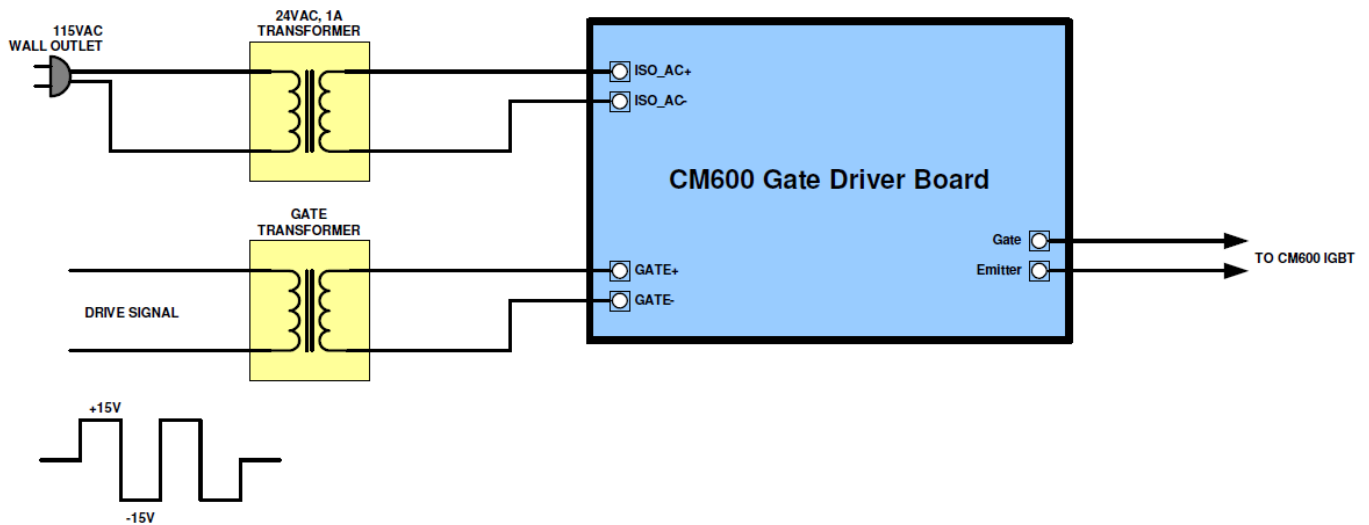 115VAC
WALL OUTLET
24VAC, 1A
TRANSFORMER
ISO_AC+
ISO_AC-
CM600 Gate Driver Board
GATE
TRANSFORMER
Gate
Emitter
TO CM600 IGBT
GATE+
GATE-
DRIVE SIGNAL
+15V
-15V